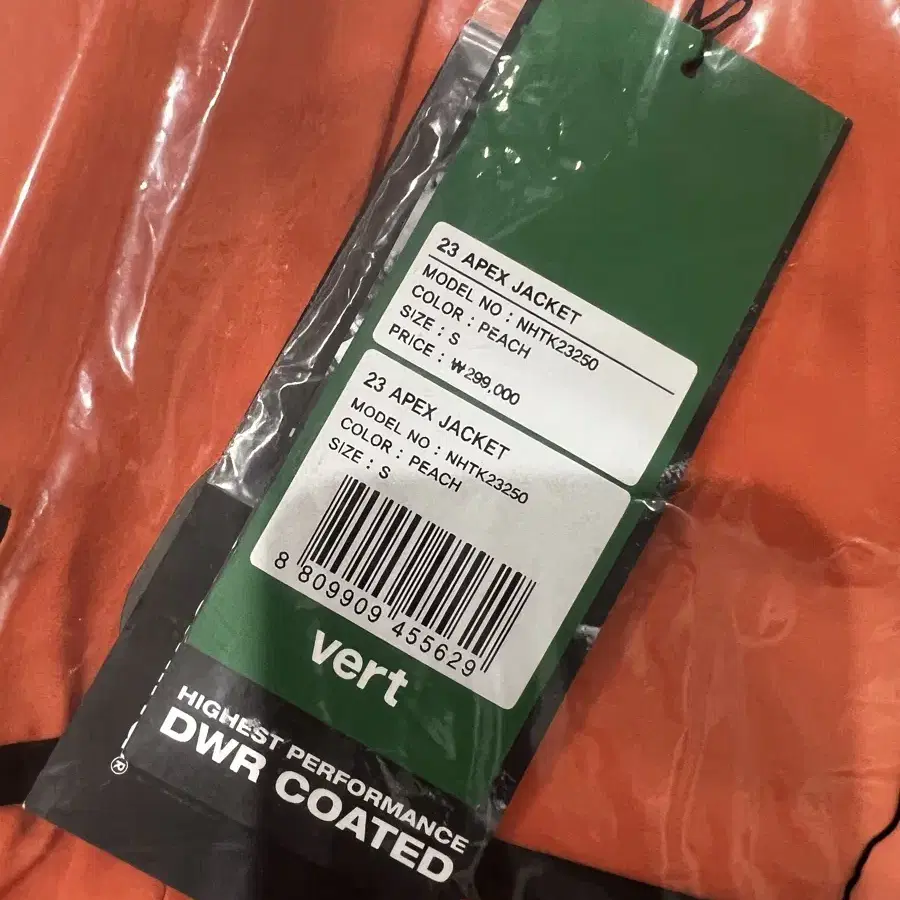 23 APEX JACKET
MODEL NO : NHTK23250
COLOR : PEACH
SIZE : S
PRICE : ₩299,000
23 APEX JACKET
MODEL NO : NHTK23250
COLOR : PEACH
SIZE : S
8 809909 455629
vert
HIGHEST PERFORMANCE
DWR COATED
®